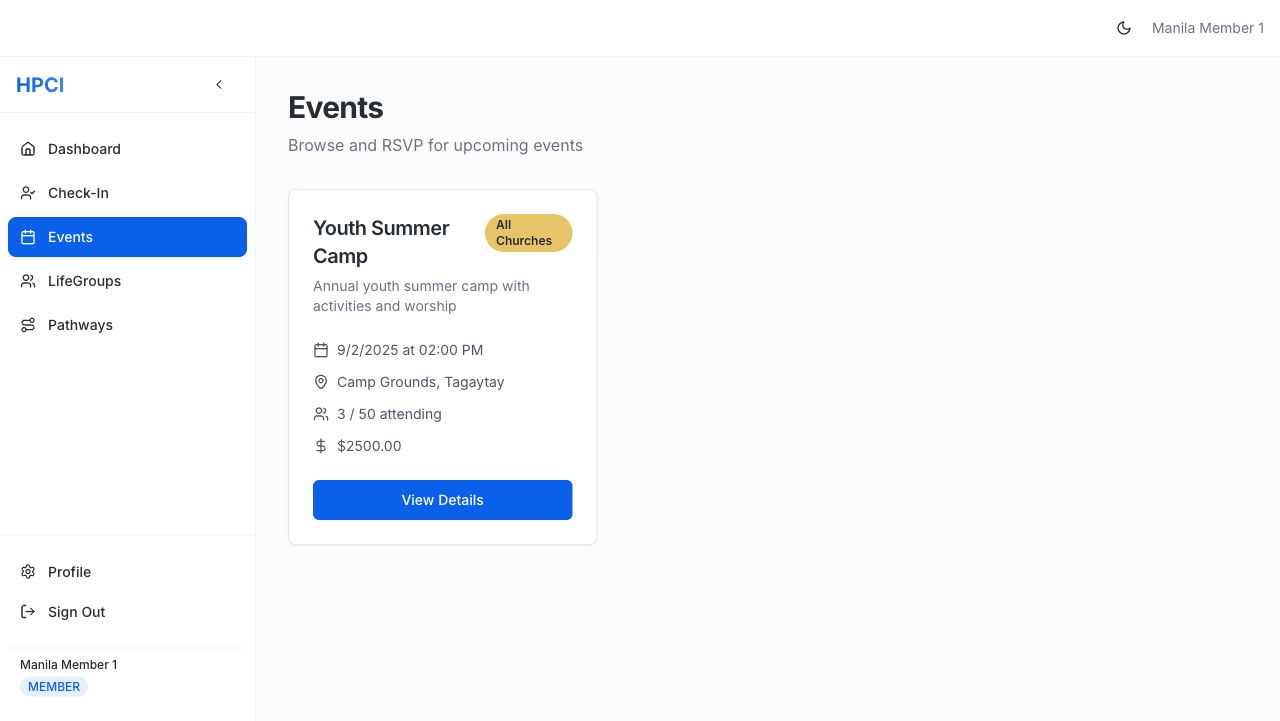 Manila Member 1
HPCI
Dashboard
Check-In
Events
LifeGroups
Pathways
Profile
Sign Out
Manila Member 1
MEMBER
Events
Browse and RSVP for upcoming events
Youth Summer
Camp
All
Churches
Annual youth summer camp with
activities and worship
9/2/2025 at 02:00 PM
Camp Grounds, Tagaytay
3 / 50 attending
$2500.00
View Details